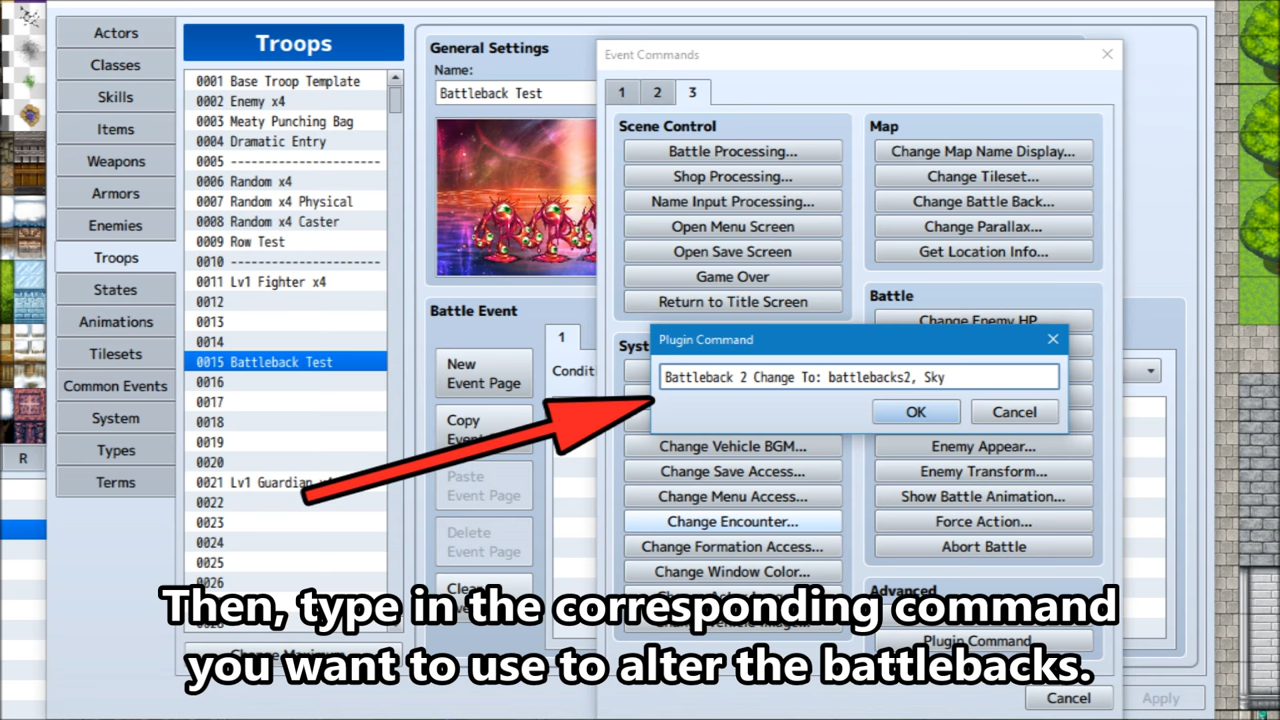 Actors
Classes
Skills
Items
Weapons
Armors
Enemies
Troops
States
Animations
Tilesets
Common Events
System
Types
Terms
R
Troops
0001 Base Troop Template
0002 Enemy x4
0003 Meaty Punching Bag
0004 Dramatic Entry
0005 --------------------
0006 Random x4
0007 Random x4 Physical
0008 Random x4 Caster
0009 Row Test
0010 --------------------
0011 Lv1 Fighter x4
0012
0013
0014
0015 Battleback Test
0016
0017
0018
0019
0020
0021 Lv1 Guardian x4
0022
0023
0024
0025
0026
General Settings
Name:
Battleback Test
Battle Event
1
New
Event Page
Condit
Copy
Paste
Event Page
Delete
Event Page
Event Commands
1 2 3
Scene Control
Battle Processing...
Shop Processing...
Name Input Processing...
Open Menu Screen
Open Save Screen
Game Over
Return to Title Screen
Syst
Change Vehicle BGM...
Change Save Access...
Change Menu Access...
Change Encounter...
Change Formation Access...
Change Window Color...
Map
Change Map Name Display...
Change Tileset...
Change Battle Back...
Change Parallax...
Get Location Info...
Battle
Change Enemy HP
Enemy Appear...
Enemy Transform...
Show Battle Animation...
Force Action...
Abort Battle
Advanced
Plugin Command
Cancel
Apply
Plugin Command
Battleback 2 Change To: battlebacks2, Sky
OK
Cancel
Then, type in the corresponding command
you want to use to alter the battlebacks.